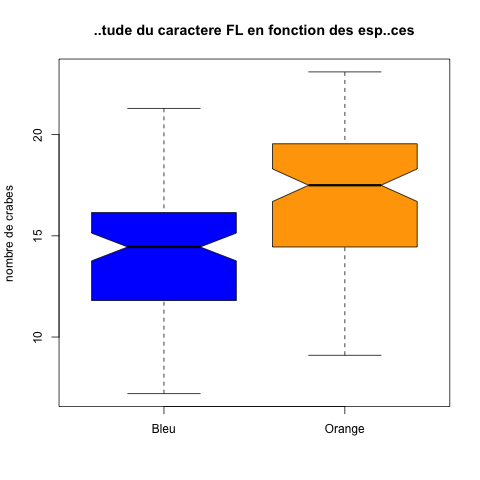 ..tude du caractere FL en fonction des esp..ces
nombre de crabes
20
15
10
Bleu
Orange